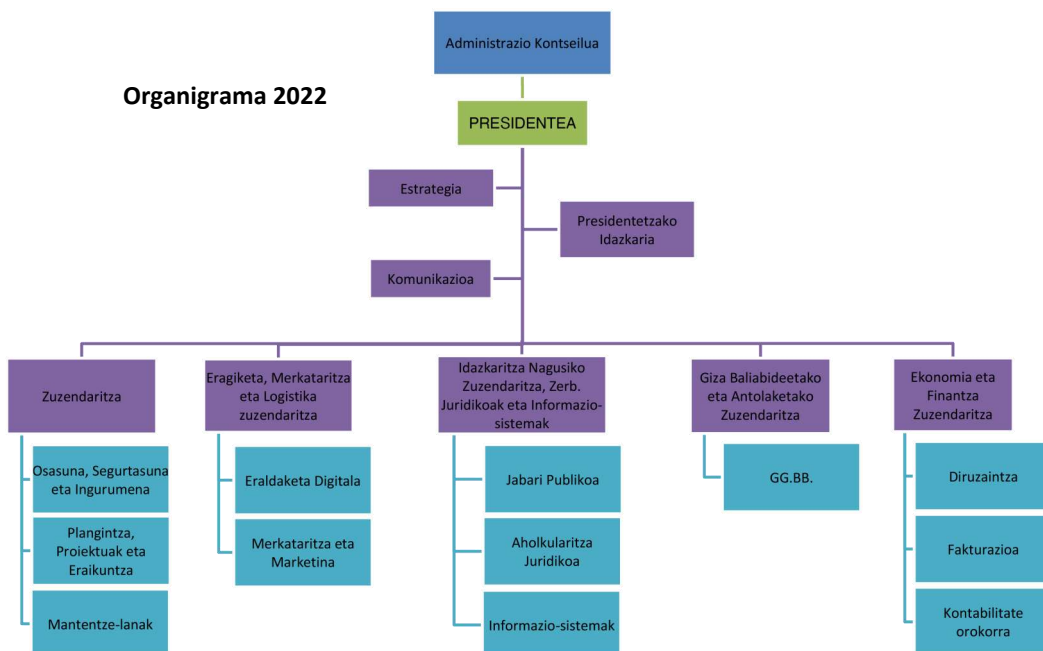 Administrazio Kontseilua
Organigrama 2022
PRESIDENTEA
Estrategia
Presidentetzako
Idazkaria
Komunikazioa
Zuzendaritza
Eragiketa, Merkataritza
eta Logistika
zuzendaritza
Idazkaritza Nagusiko
Zuzendaritza, Zerb.
Juridikoak eta Informazio-
sistemak
Giza Baliabideetako
eta Antolaketako
Zuzendaritza
Ekonomia eta
Finantza
Zuzendaritza
Osasuna, Segurtasuna
eta Ingurumena
Plangintza,
Proiektuak eta
Eraikuntza
Mantentze-lanak
Eraldaketa Digitala
Merkataritza eta
Marketina
Jabari Publikoa
Aholkularitza
Juridikoa
Informazio-sistemak
GG.BB.
Diruzaintza
Fakturazioa
Kontabilitate
orokorra